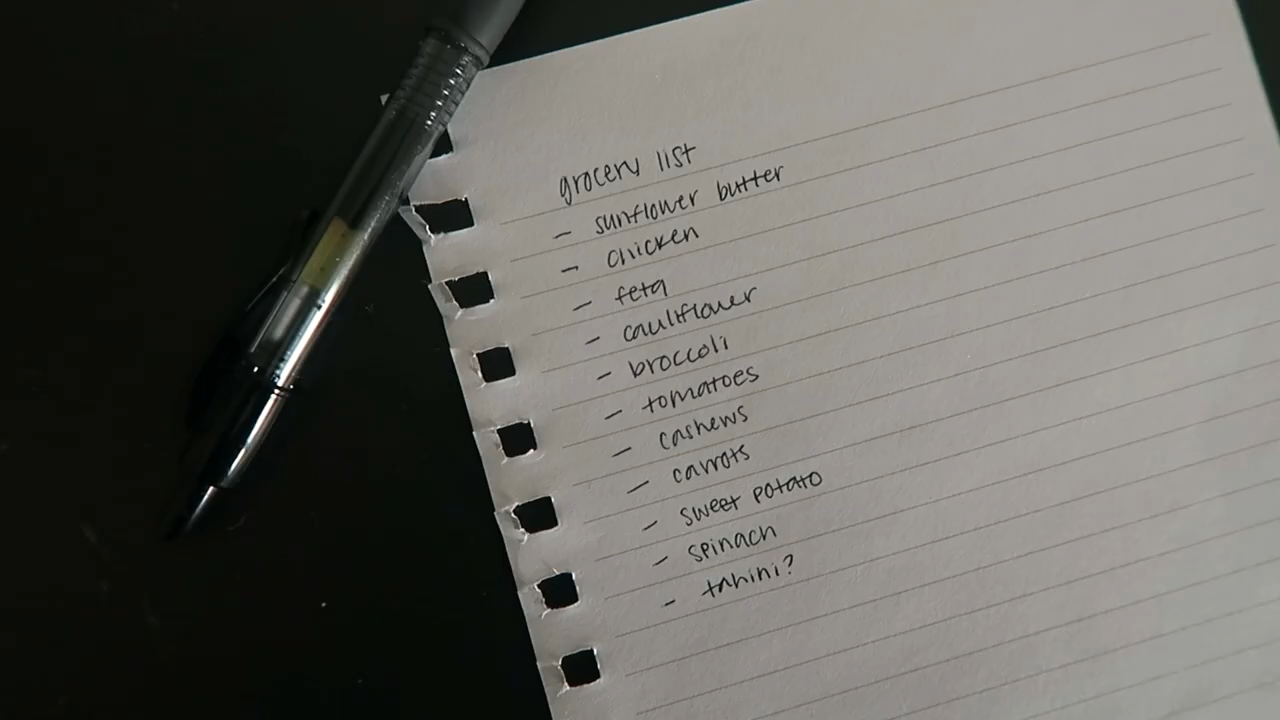 grocery list
- sunflower butter
- chicken
- feta
- cauliflower
- broccoli
- tomatoes
- cashews
- carrots
- sweet potato
- spinach
- tahini?